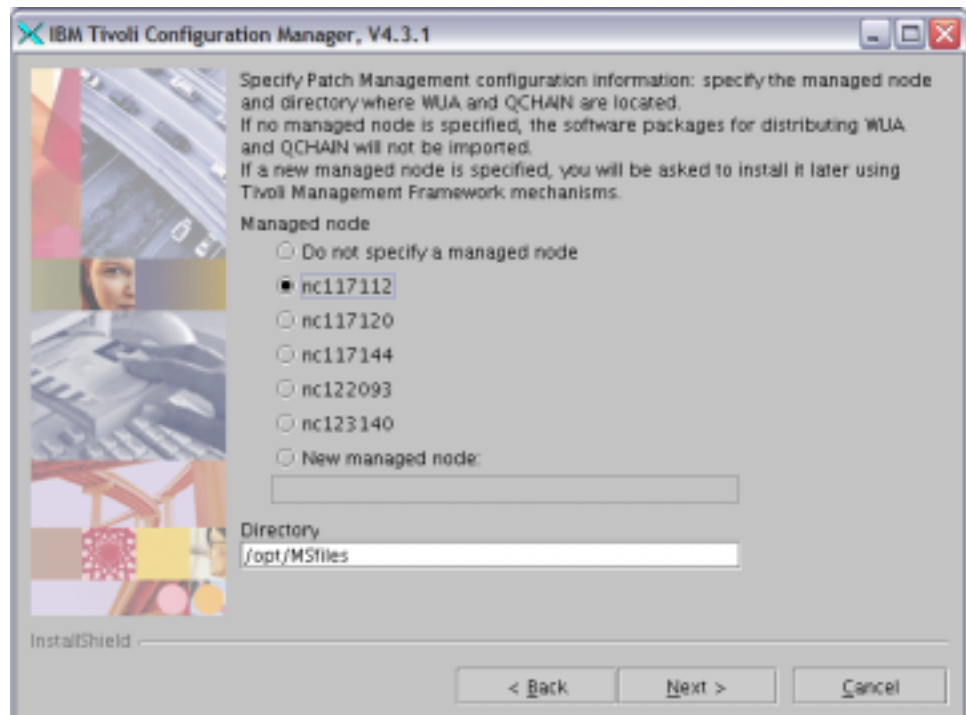 IBM Tivoli Configuration Manager, V4.3.1
Specify Patch Management configuration information: specify the managed node
and directory where WUA and QCHAIN are located.
If no managed node is specified, the software packages for distributing WUA
and QCHAIN will not be imported.
If a new managed node is specified, you will be asked to install it later using
Tivoli Management Framework mechanisms.
Managed node
Do not specify a managed node
nc117112
nc117120
nc117144
nc122093
nc123140
New managed node:
Directory
/opt/MSfiles
InstallShield
< Back
Next >
Cancel